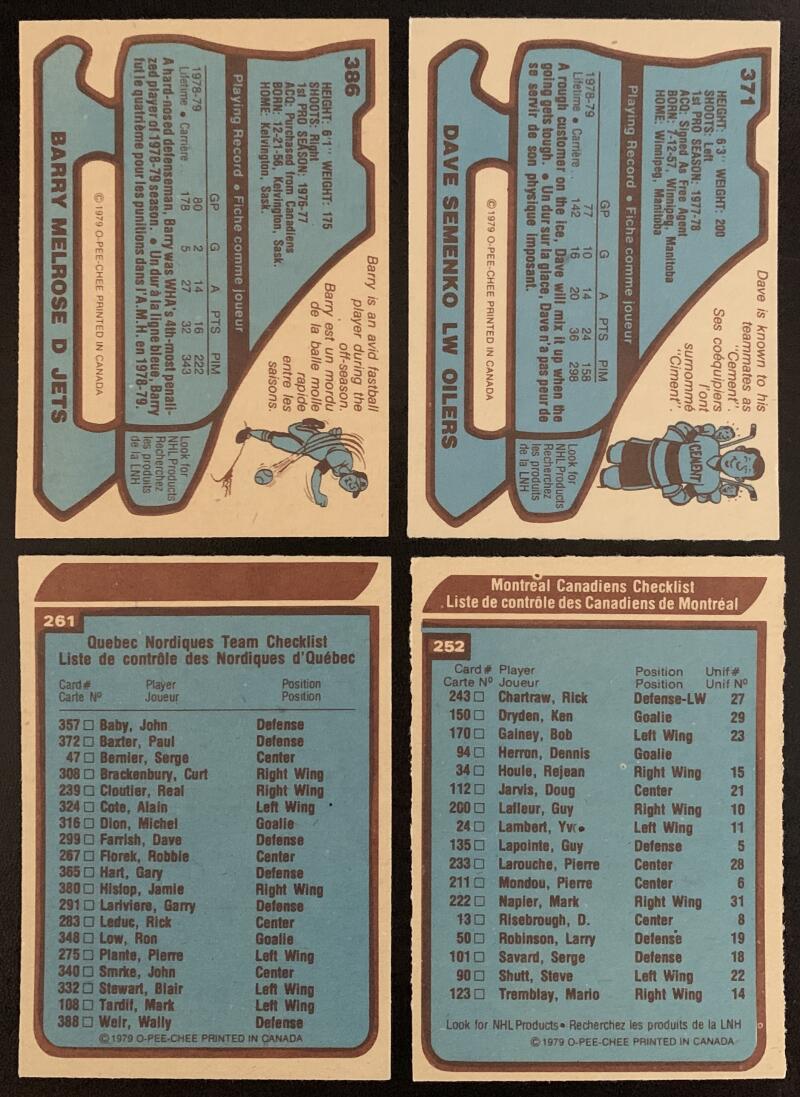 386
HEIGHT: 6'1" WEIGHT: 175
SHOOTS: Right
1st PRO SEASON: 1976-77
ACQ: Purchased from Canadiens
BORN: 12-21-56, Kelvington, Sask.
HOME: Kelvington, Sask.
Barry is an avid fastball
player during the
off-season.
Barry est un mordu
de la balle molle
rapide
entre les
saisons.
Playing Record • Fiche comme joueur
GP G A PTS PIM
1978-79 80 2 14 16 222
Lifetime • Carrière 178 5 27 32 343
A hard-nosed defenseman, Barry was WHA's 4th-most penali-
zed player of 1978-79 season. • Un dur à la ligne bleue, Barry
fut le quatrième pour les punitions dans l'A.M.H. en 1978-79.
Look for
NHL Products
Recherchez
les produits
de la LNH
© 1979 O-PEE-CHEE PRINTED IN CANADA
BARRY MELROSE D JETS
371
HEIGHT: 6'3" WEIGHT: 200
SHOOTS: Left
1st PRO SEASON: 1977-78
ACQ: Signed As Free Agent
BORN: 7-12-57, Winnipeg, Manitoba
HOME: Winnipeg, Manitoba
Dave is known to his
teammates as
"Cement".
Ses coéquipiers
l'ont
surnommé
"Ciment".
CEMENT
Playing Record • Fiche comme joueur
GP G A PTS PIM
1978-79 77 10 14 24 158
Lifetime • Carrière 142 16 20 36 298
A rough customer on the ice, Dave will mix it up when the
going gets tough. • Un dur sur la glace, Dave n'a pas peur de
se servir de son physique imposant.
Look for
NHL Products
Recherchez
les produits
de la LNH
© 1979 O-PEE-CHEE PRINTED IN CANADA
DAVE SEMENKO LW OILERS
261
Quebec Nordiques Team Checklist
Liste de contrôle des Nordiques d'Québec
Card # Player Position
Carte Nº Joueur Position
357 □ Baby, John Defense
372 □ Baxter, Paul Defense
47 □ Bernier, Serge Center
308 □ Brackenbury, Curt Right Wing
239 □ Cloutier, Real Right Wing
324 □ Cote, Alain Left Wing
316 □ Dion, Michel Goalie
299 □ Farrish, Dave Defense
267 □ Florek, Robbie Center
365 □ Hart, Gary Defense
380 □ Hislop, Jamie Right Wing
291 □ Lariviere, Garry Defense
283 □ Leduc, Rick Center
348 □ Low, Ron Goalie
275 □ Plante, Pierre Left Wing
340 □ Smrke, John Center
332 □ Stewart, Blair Left Wing
108 □ Tardif, Mark Left Wing
388 □ Weir, Wally Defense
© 1979 O-PEE-CHEE PRINTED IN CANADA
Montreal Canadiens Checklist
Liste de contrôle des Canadiens de Montréal
252
Card # Player Position Unif #
Carte Nº Joueur Position Unif Nº
243 □ Chartraw, Rick Defense-LW 27
150 □ Dryden, Ken Goalie 29
170 □ Gainey, Bob Left Wing 23
94 □ Herron, Dennis Goalie
34 □ Houle, Rejean Right Wing 15
112 □ Jarvis, Doug Center 21
200 □ Lafleur, Guy Right Wing 10
24 □ Lambert, Left Wing 11
135 □ Lapointe, Guy Defense 5
233 □ Larouche, Pierre Center 28
211 □ Mondou, Pierre Center 6
222 □ Napier, Mark Right Wing 31
13 □ Risebrough, D. Center 8
50 □ Robinson, Larry Defense 19
101 □ Savard, Serge Defense 18
90 □ Shutt, Steve Left Wing 22
123 □ Tremblay, Mario Right Wing 14
Look for NHL Products • Recherchez les produits de la LNH
© 1979 O-PEE-CHEE PRINTED IN CANADA